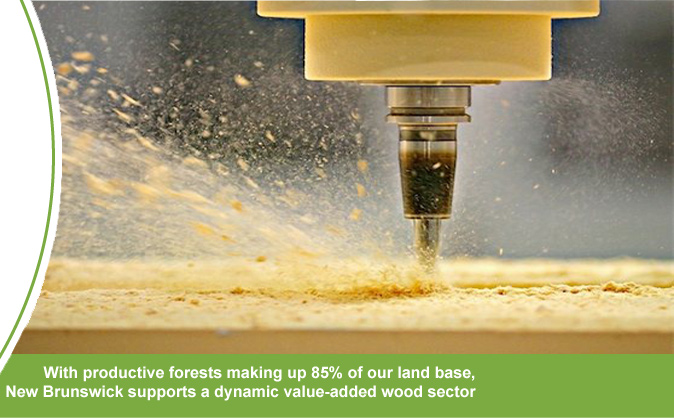 With productive forests making up 85% of our land base,
New Brunswick supports a dynamic value-added wood sector